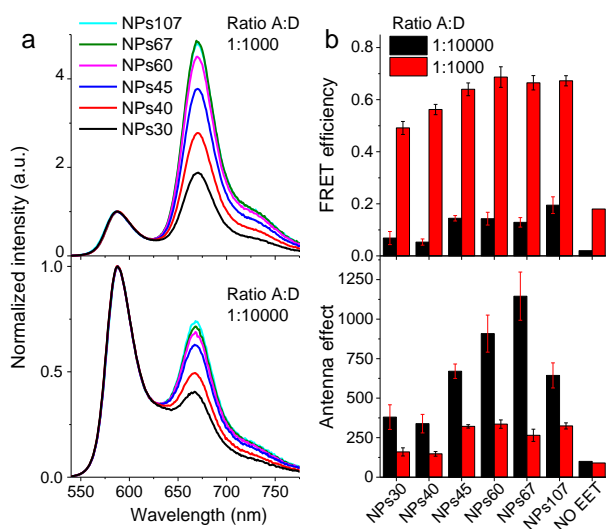 a
NPs107
NPs67
NPs60
NPs45
NPs40
NPs30
Ratio A:D
1:1000
4
2
0
Normalized intensity (a.u.)
Ratio A:D
1:10000
1.0
0.5
0.0
550 600 650 700 750
Wavelength (nm)
b
Ratio A:D
1:10000
1:1000
0.8
0.6
0.4
0.2
0.0
FRET efficiency
1250
1000
750
500
250
0
Antenna effect
NPs30
NPs40
NPs45
NPs60
NPs67
NPs107
NO EET